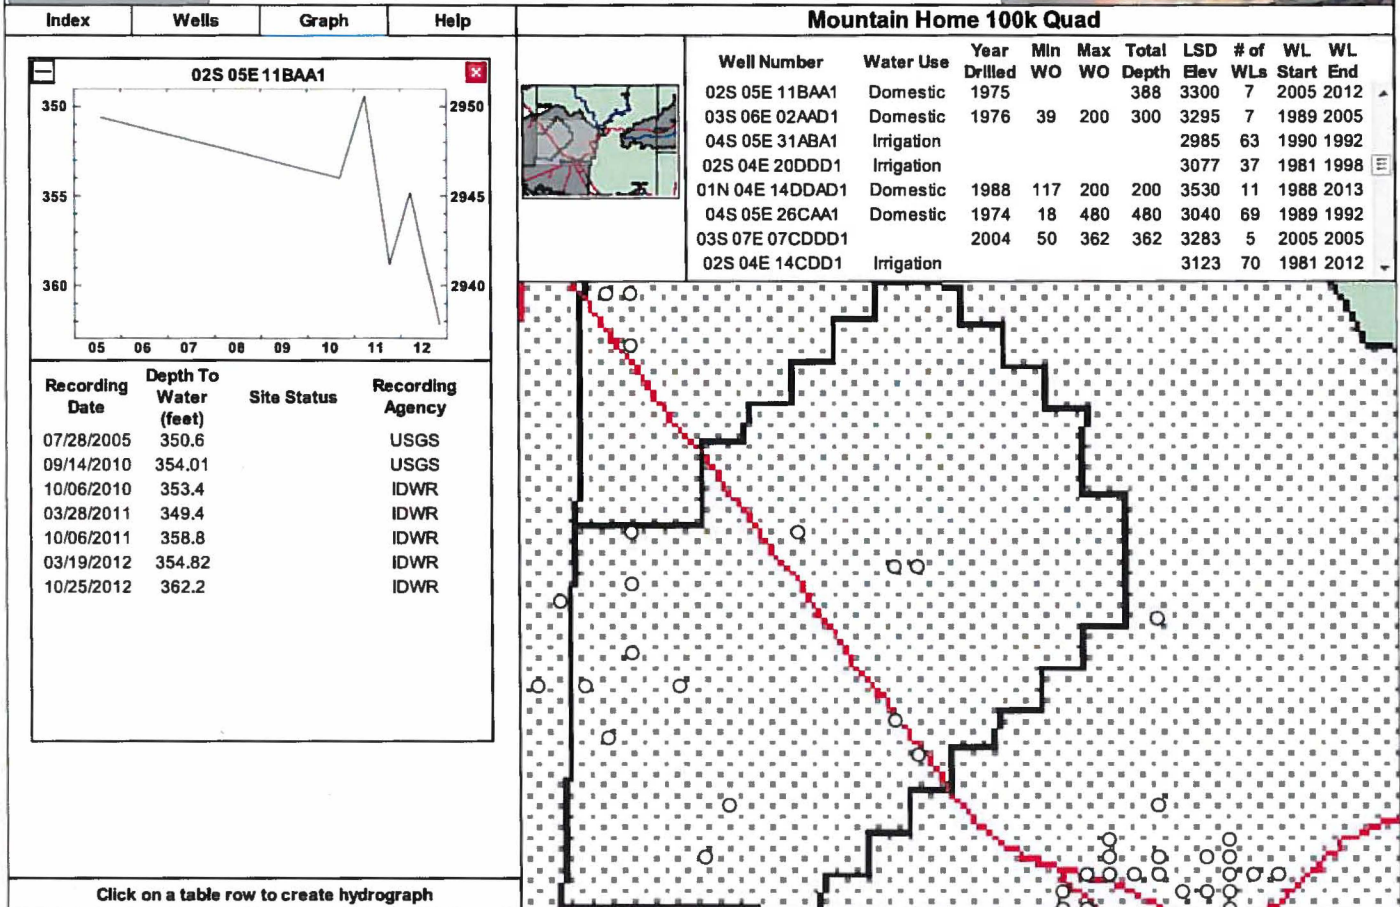 Index Wells Graph Help
02S 05E 11BAA1
350 2950
355 2945
360 2940
05 06 07 08 09 10 11 12
Recording Date Depth To Water (feet) Site Status Recording Agency
07/28/2005 350.6 USGS
09/14/2010 354.01 USGS
10/06/2010 353.4 IDWR
03/28/2011 349.4 IDWR
10/06/2011 358.8 IDWR
03/19/2012 354.82 IDWR
10/25/2012 362.2 IDWR
Click on a table row to create hydrograph
Mountain Home 100k Quad
Well Number Water Use Year Drilled Min WO Max WO Total Depth LSD Elev # of WLs WL Start WL End
02S 05E 11BAA1 Domestic 1975 388 3300 7 2005 2012
03S 06E 02AAD1 Domestic 1976 39 200 300 3295 7 1989 2005
04S 05E 31ABA1 Irrigation 2985 63 1990 1992
02S 04E 20DDD1 Irrigation 3077 37 1981 1998
01N 04E 14DDAD1 Domestic 1988 117 200 200 3530 11 1988 2013
04S 05E 26CAA1 Domestic 1974 18 480 480 3040 69 1989 1992
03S 07E 07CDDD1 2004 50 362 362 3283 5 2005 2005
02S 04E 14CDD1 Irrigation 3123 70 1981 2012